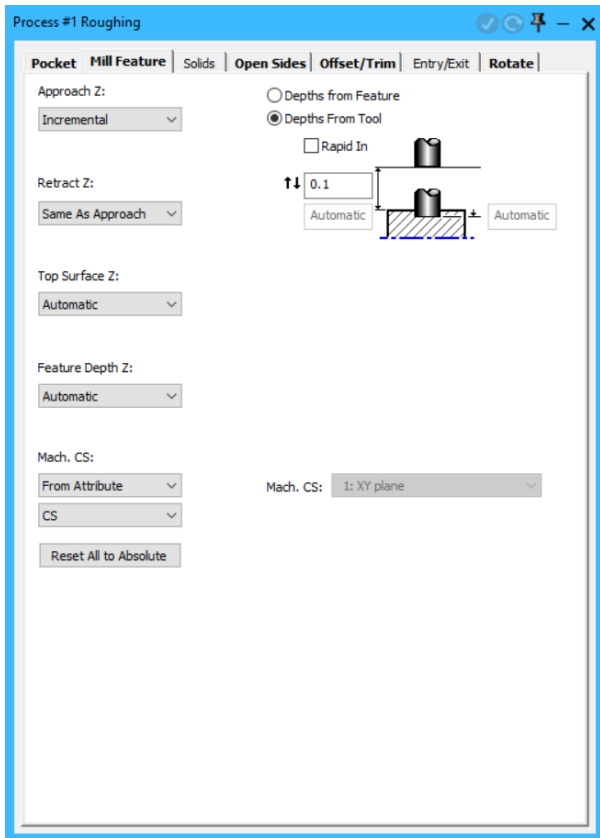 Process #1 Roughing
Pocket Mill Feature Solids Open Sides Offset/Trim Entry/Exit Rotate
Approach Z:
Incremental
Depths from Feature
Depths From Tool
Rapid In
Retract Z:
Same As Approach
0.1
Automatic
Automatic
Top Surface Z:
Automatic
Feature Depth Z:
Automatic
Mach. CS:
From Attribute
Mach. CS: 1: XY plane
CS
Reset All to Absolute